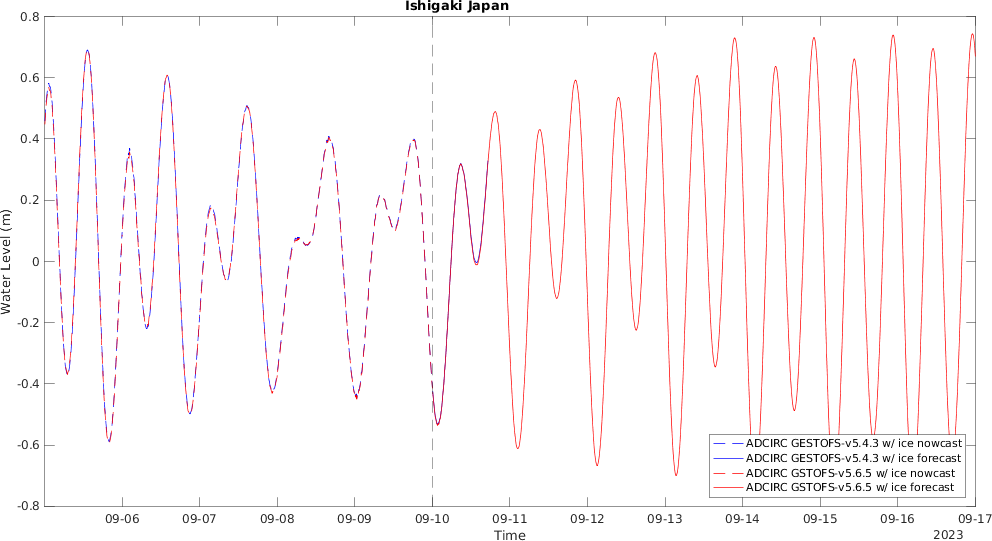 Ishigaki Japan
0.8
0.6
0.4
0.2
0
-0.2
-0.4
-0.6
-0.8
Water Level (m)
09-06 09-07 09-08 09-09 09-10 09-11 09-12 09-13 09-14 09-15 09-16 09-17
Time
2023
ADCIRC GESTOFS-v5.4.3 w/ ice nowcast
ADCIRC GESTOFS-v5.4.3 w/ ice forecast
ADCIRC GSTOFS-v5.6.5 w/ ice nowcast
ADCIRC GSTOFS-v5.6.5 w/ ice forecast